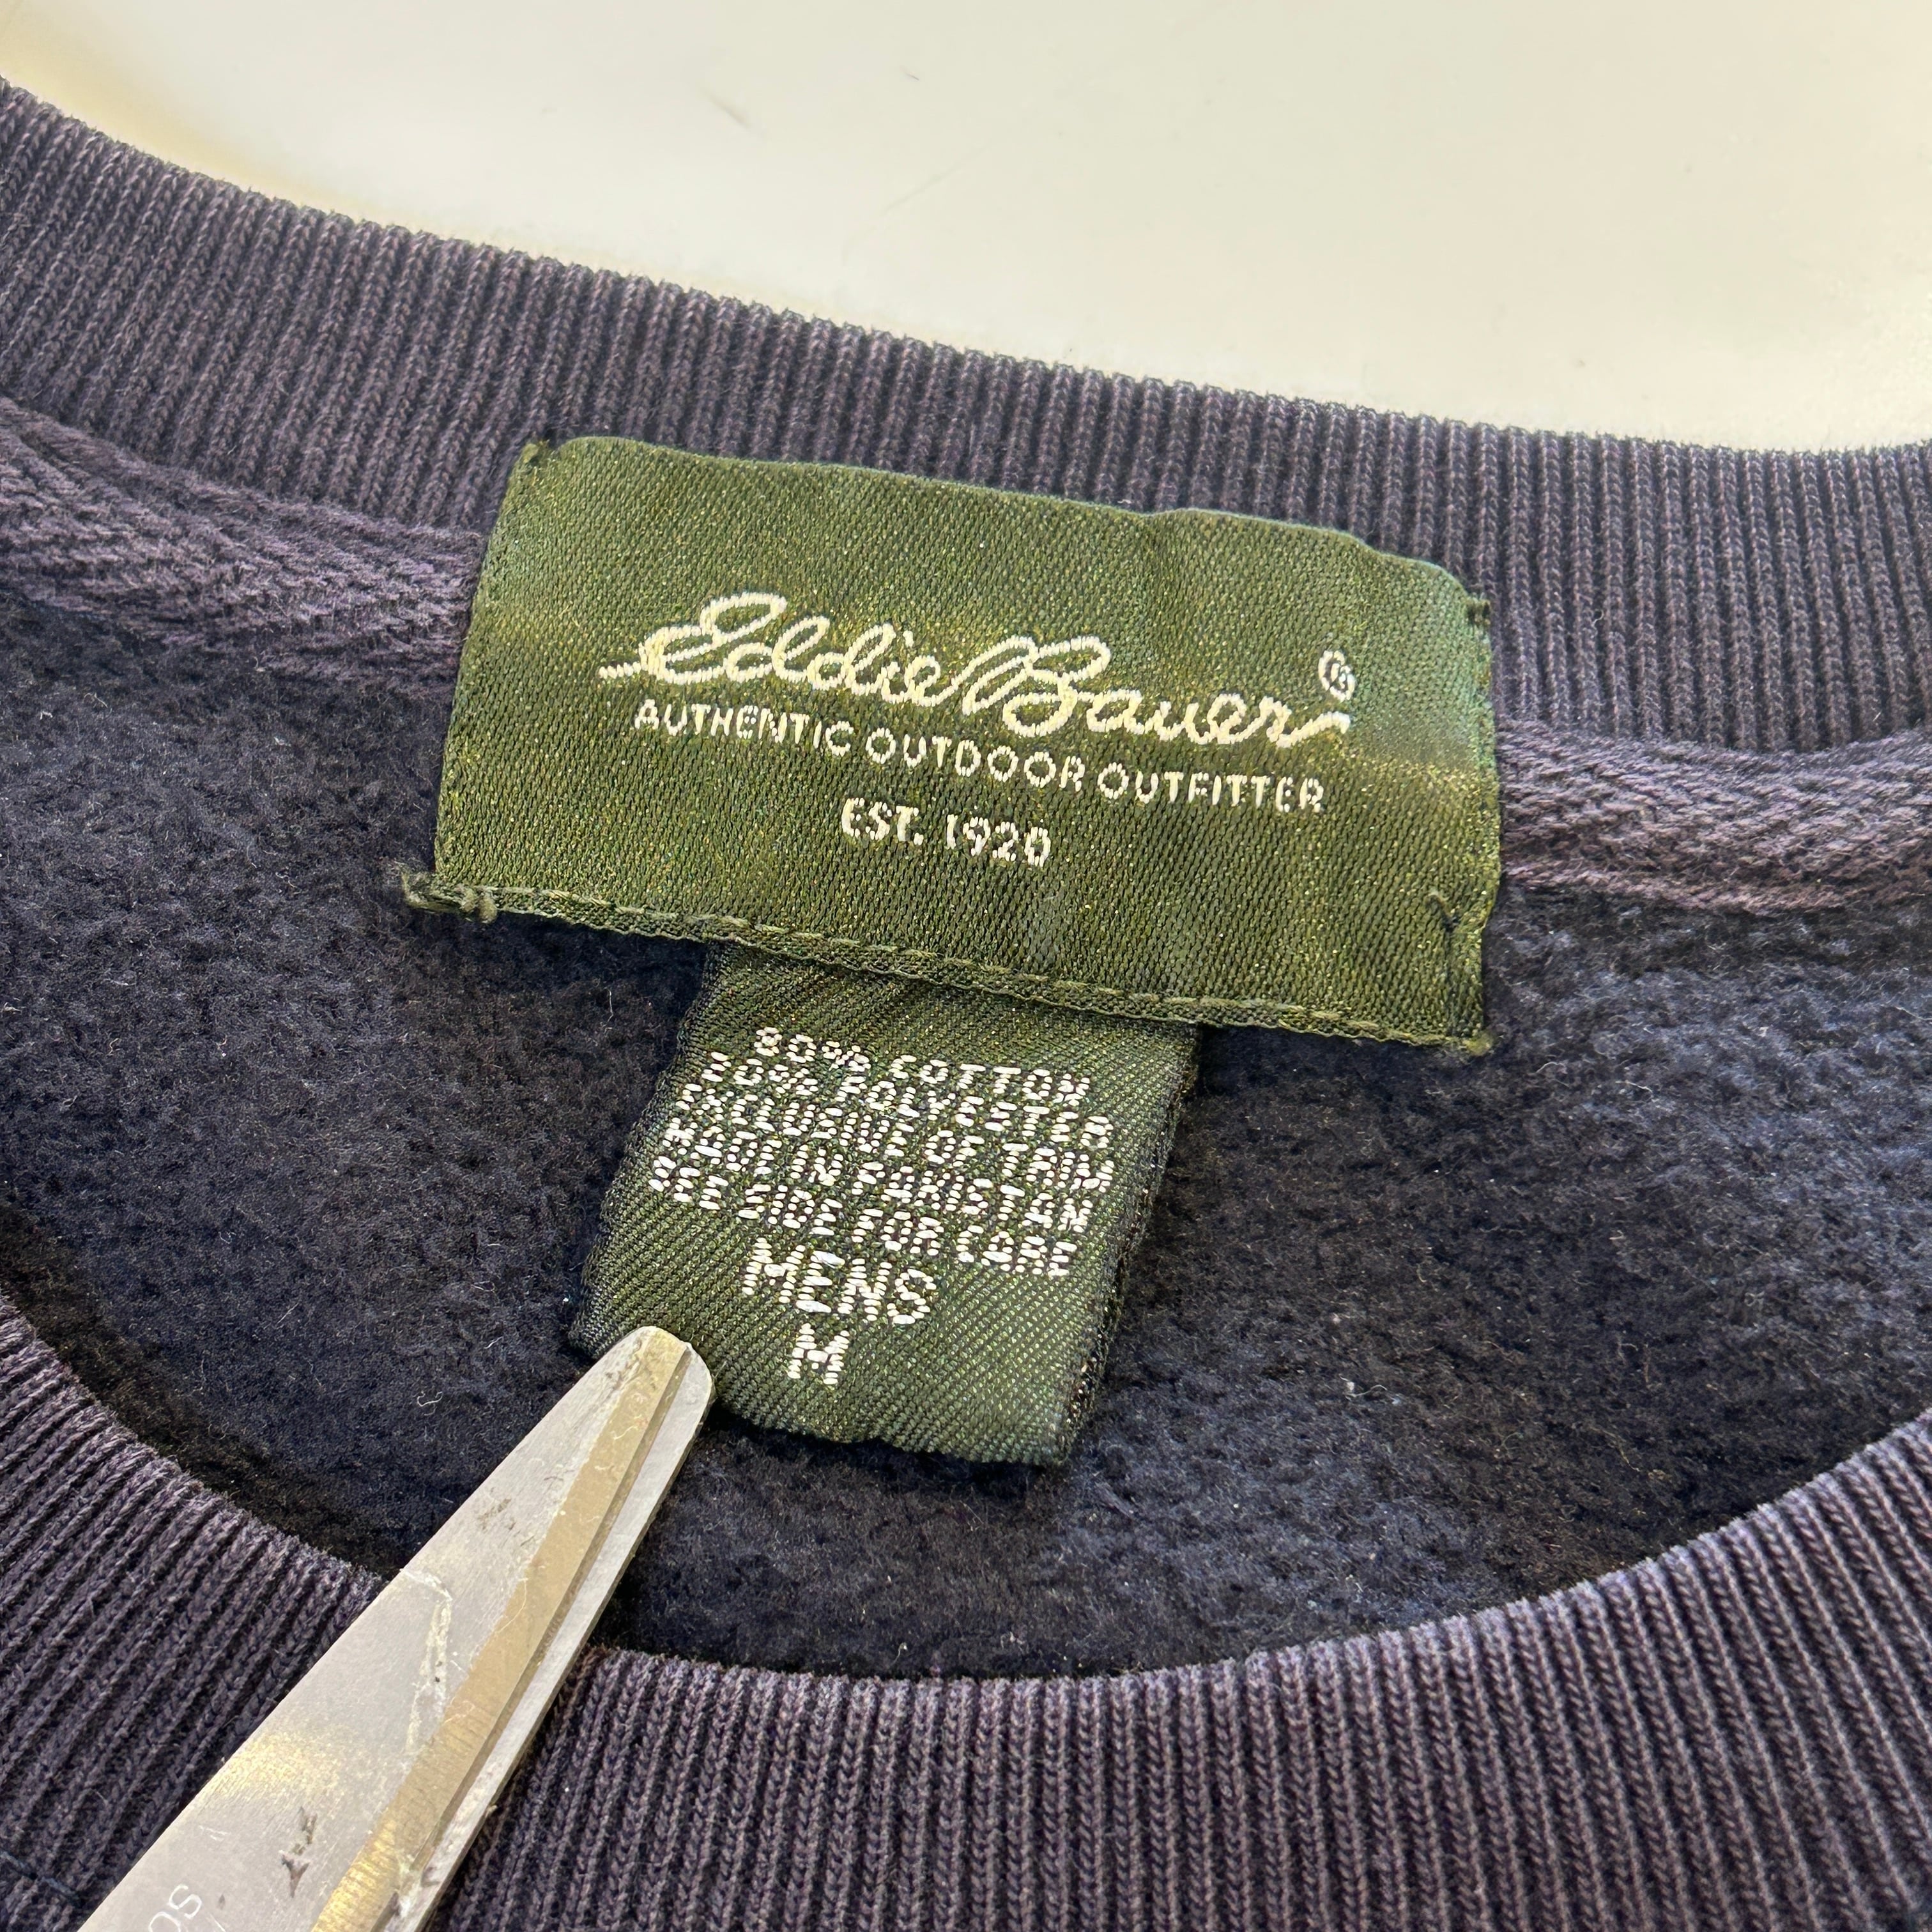 Eddie Bauer®
AUTHENTIC OUTDOOR OUTFITTER
EST. 1920
80% COTTON
20% POLYESTER
EXCLUSIVE OF TRIM
MADE IN PAKISTAN
SEE SIDE FOR CARE
MENS
M